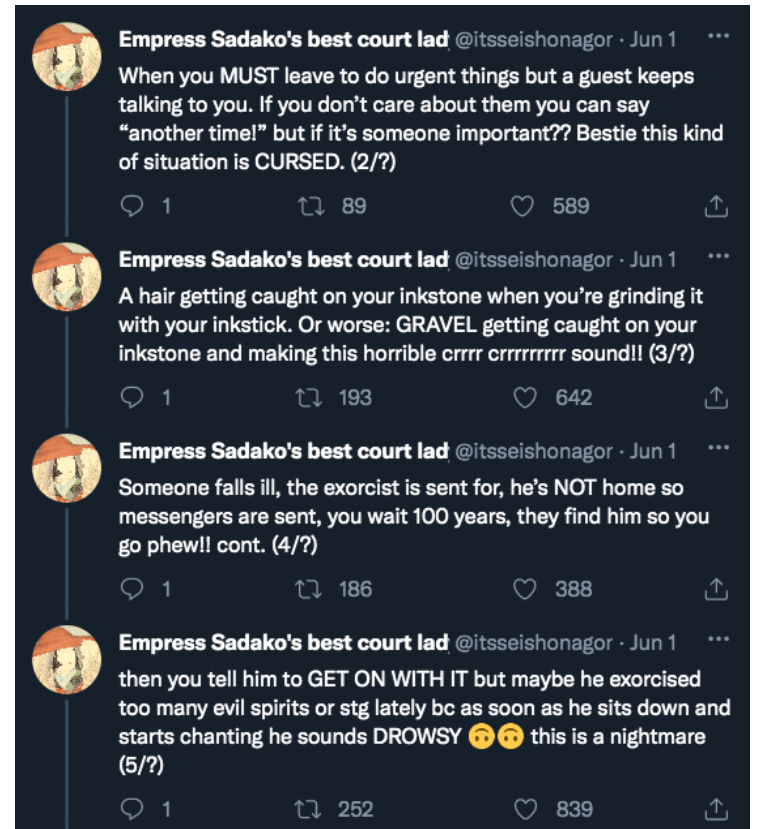 Empress Sadako's best court lad @itsseishonagor · Jun 1
When you MUST leave to do urgent things but a guest keeps
talking to you. If you don’t care about them you can say
“another time!” but if it’s someone important?? Bestie this kind
of situation is CURSED. (2/?)
1 89 589
Empress Sadako's best court lad @itsseishonagor · Jun 1
A hair getting caught on your inkstone when you’re grinding it
with your inkstick. Or worse: GRAVEL getting caught on your
inkstone and making this horrible crrrr crrrrrrrrr sound!! (3/?)
1 193 642
Empress Sadako's best court lad @itsseishonagor · Jun 1
Someone falls ill, the exorcist is sent for, he’s NOT home so
messengers are sent, you wait 100 years, they find him so you
go phew!! cont. (4/?)
1 186 388
Empress Sadako's best court lad @itsseishonagor · Jun 1
then you tell him to GET ON WITH IT but maybe he exorcised
too many evil spirits or stg lately bc as soon as he sits down and
starts chanting he sounds DROWSY 🙃🙃 this is a nightmare
(5/?)
1 252 839